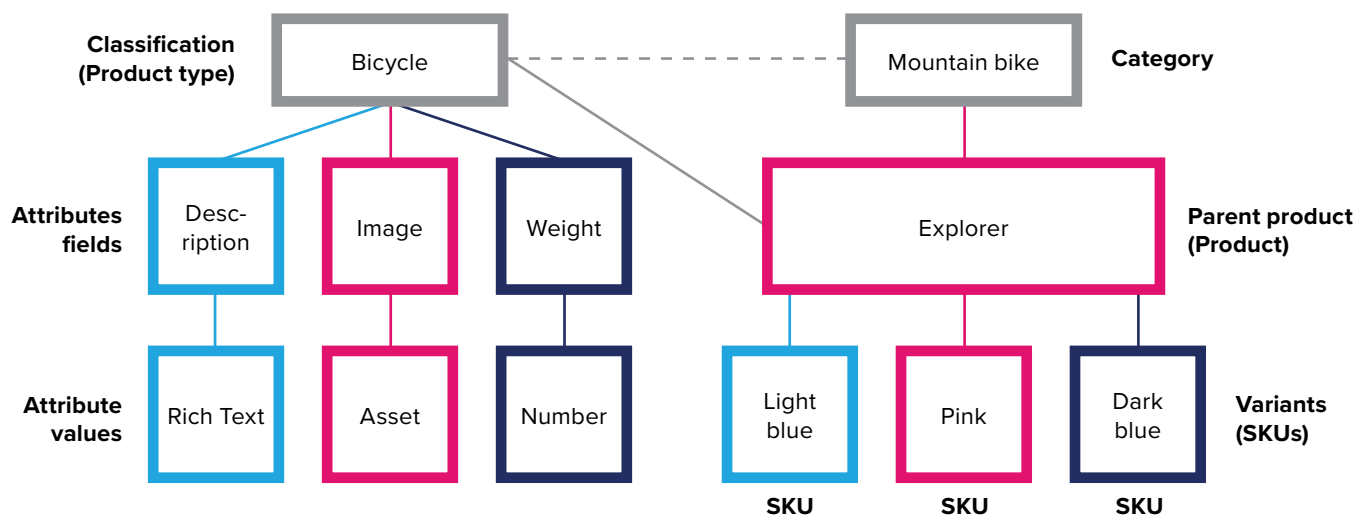 Classification
(Product type)
Bicycle
Mountain bike
Category
Attributes
fields
Desc-
ription
Image
Weight
Explorer
Parent product
(Product)
Attribute
values
Rich Text
Asset
Number
Light
blue
Pink
Dark
blue
Variants
(SKUs)
SKU
SKU
SKU